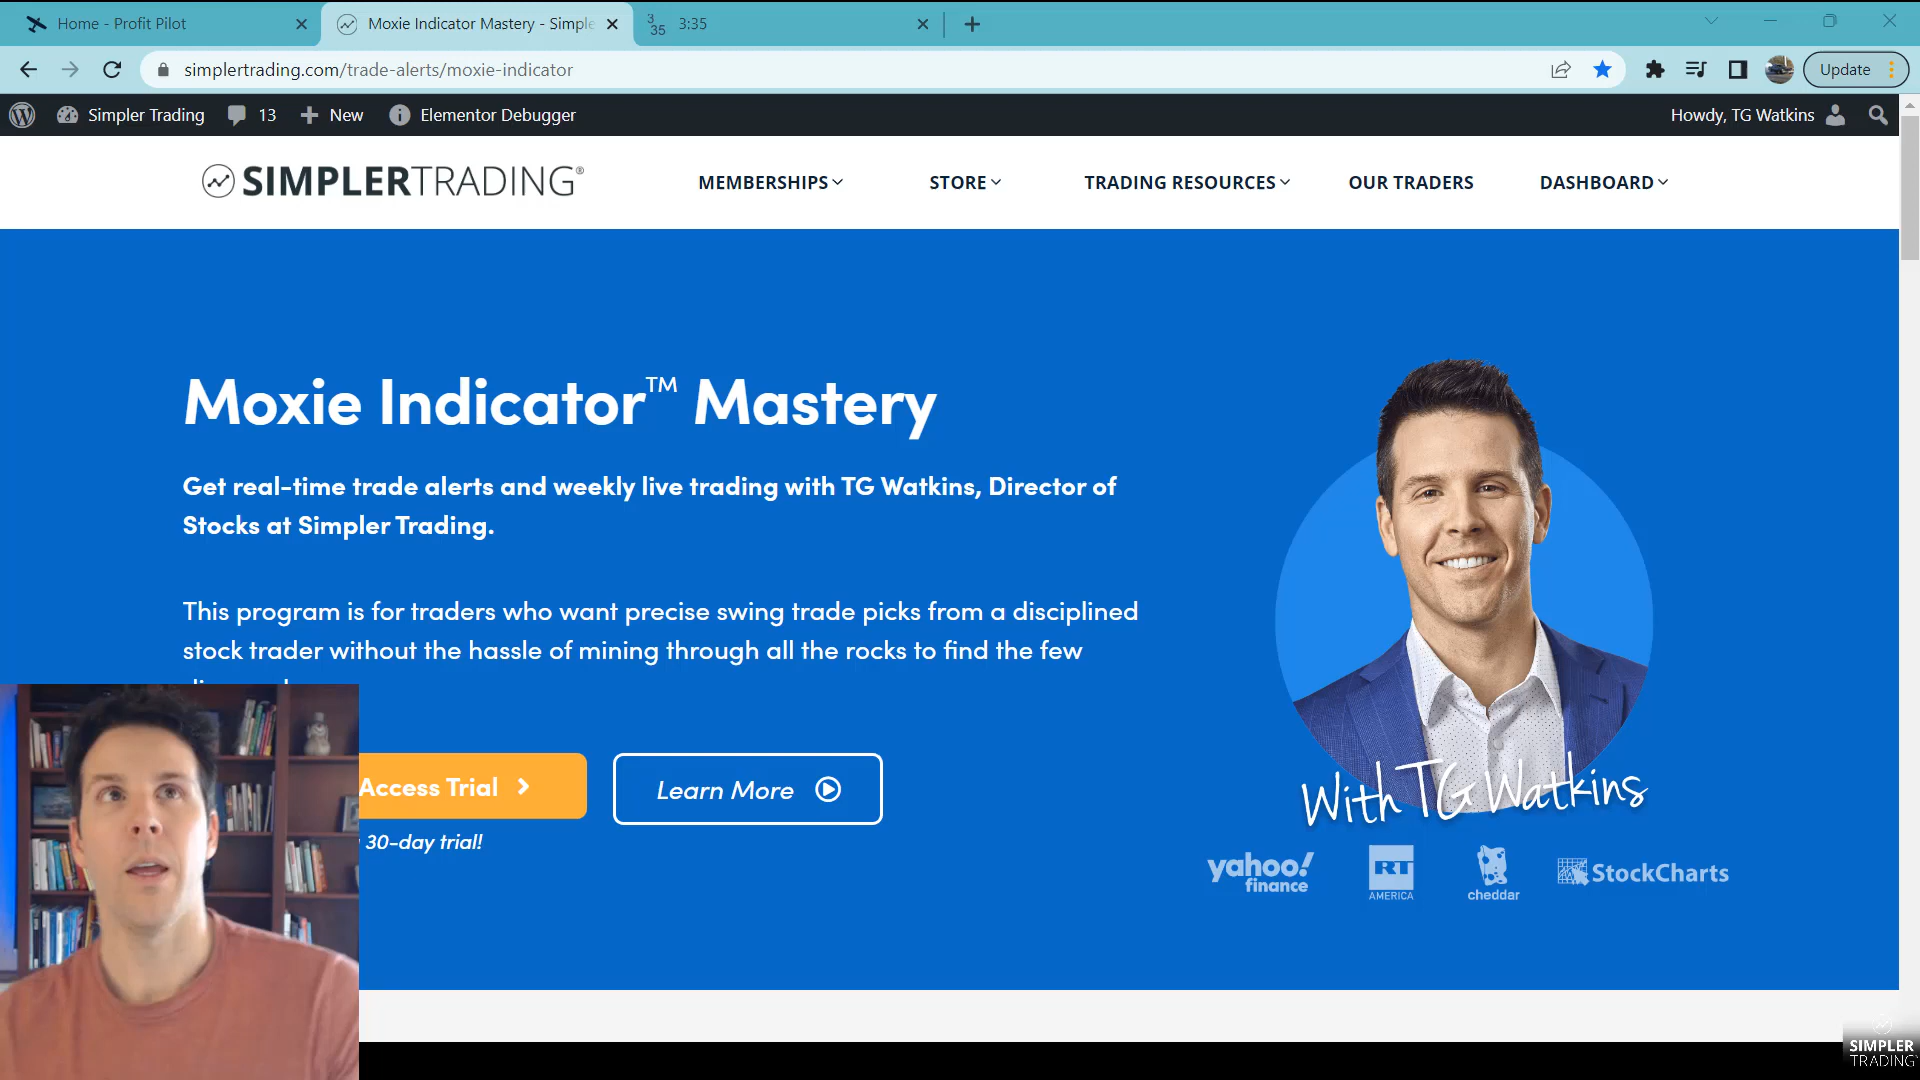 Home - Profit Pilot
Moxie Indicator Mastery - Simple
3
35
3:35
simplertrading.com/trade-alerts/moxie-indicator
Update
Simpler Trading
13
New
Elementor Debugger
Howdy, TG Watkins
SIMPLERTRADING®
MEMBERSHIPS
STORE
TRADING RESOURCES
OUR TRADERS
DASHBOARD
Moxie Indicator™ Mastery
Get real-time trade alerts and weekly live trading with TG Watkins, Director of
Stocks at Simpler Trading.
This program is for traders who want precise swing trade picks from a disciplined
stock trader without the hassle of mining through all the rocks to find the few
Access Trial
Learn More
30-day trial!
With TG Watkins
yahoo!
finance
RT
AMERICA
cheddar
StockCharts
SIMPLER
TRADING